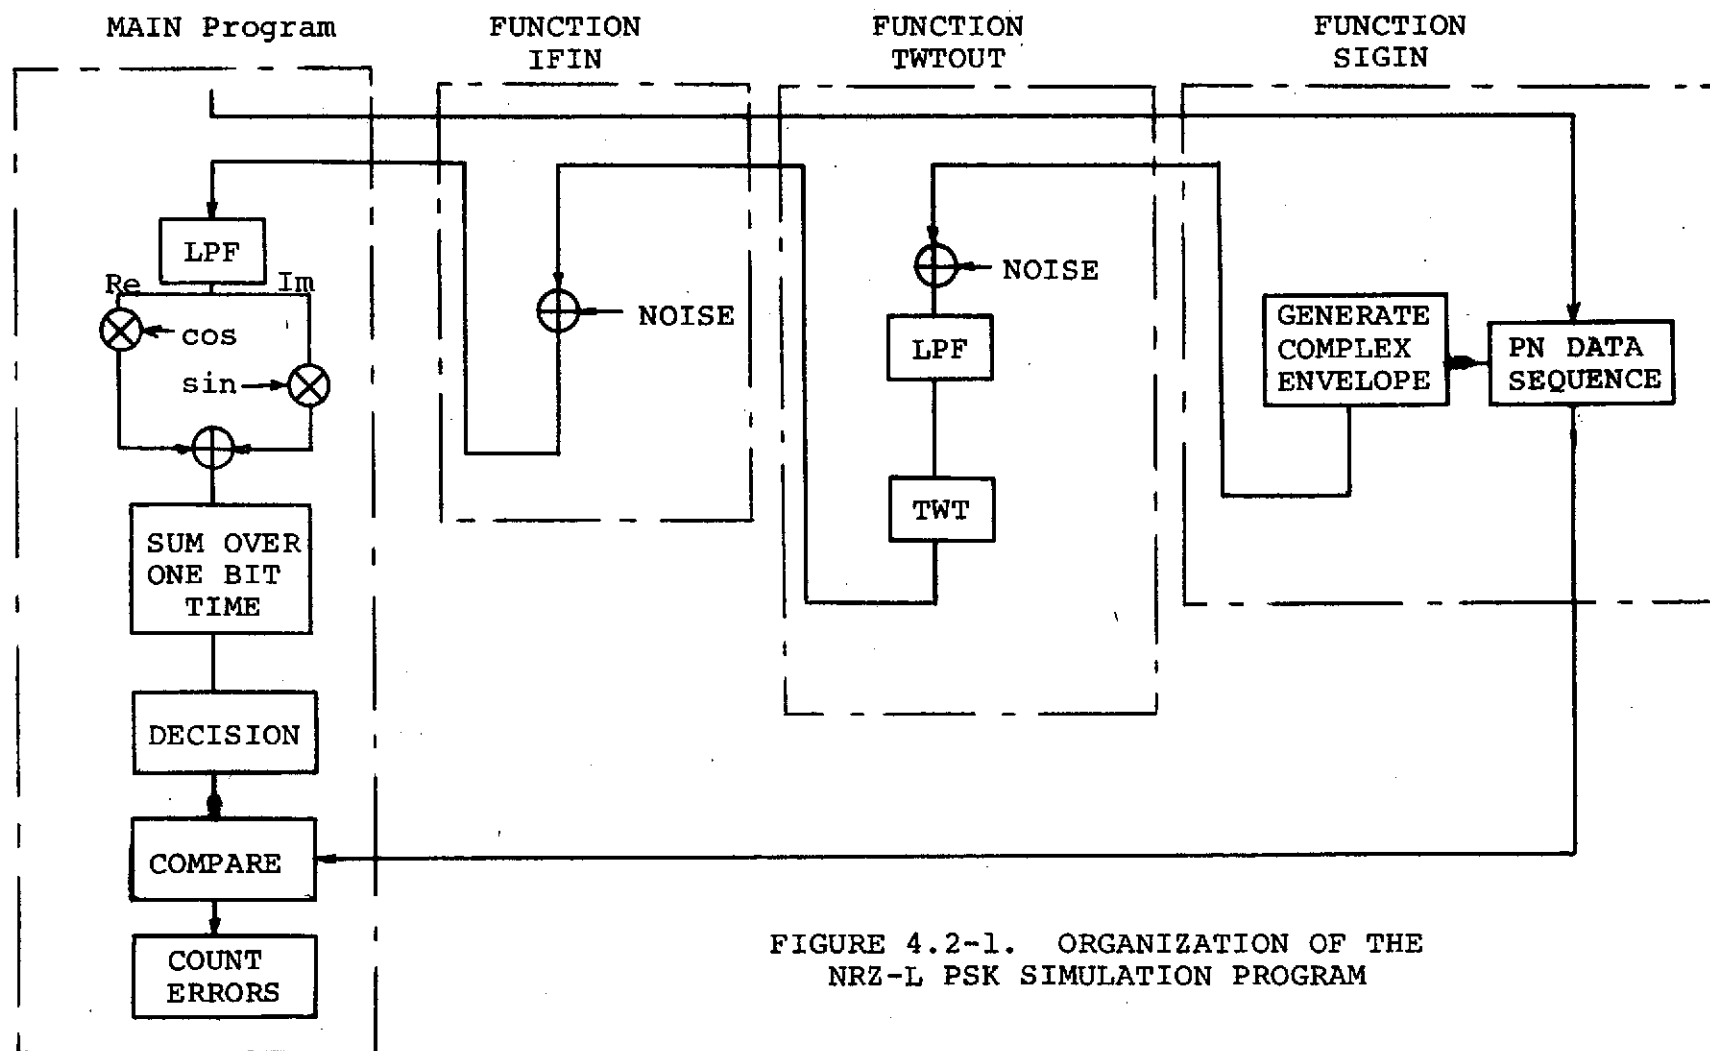 MAIN Program
FUNCTION
IFIN
FUNCTION
TWTOUT
FUNCTION
SIGIN
LPF
Re
Im
cos
sin
SUM OVER
ONE BIT
TIME
DECISION
COMPARE
COUNT
ERRORS
NOISE
NOISE
LPF
TWT
GENERATE
COMPLEX
ENVELOPE
PN DATA
SEQUENCE
FIGURE 4.2-1. ORGANIZATION OF THE
NRZ-L PSK SIMULATION PROGRAM